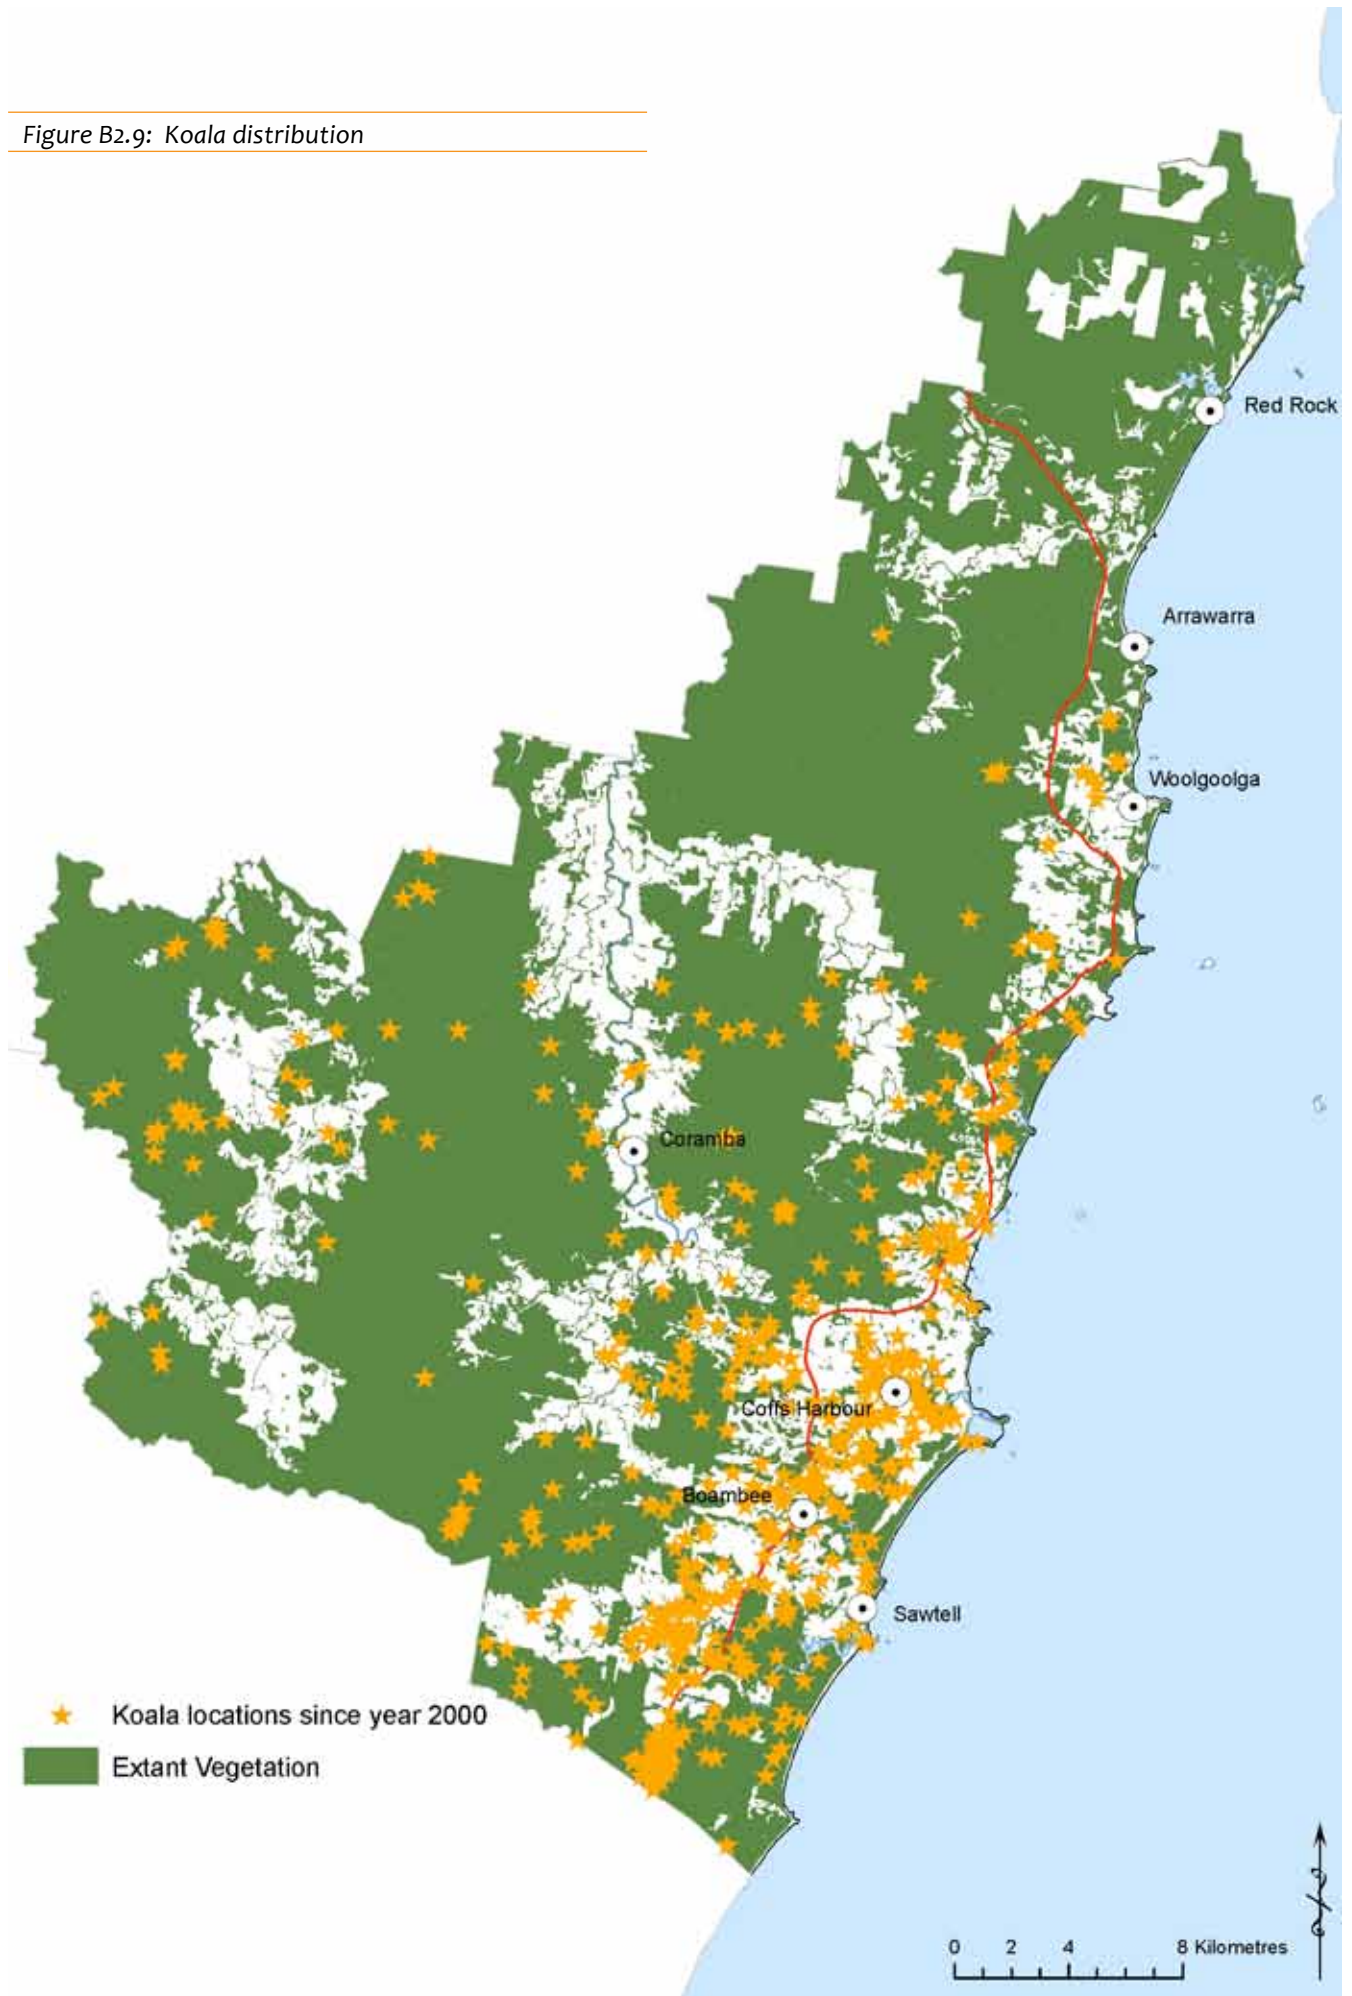 Figure B2.9: Koala distribution
Red Rock
Arrawarra
Woolgoolga
Coramba
Coffs Harbour
Boambee
Sawtell
Koala locations since year 2000
Extant Vegetation
0 2 4 8 Kilometres